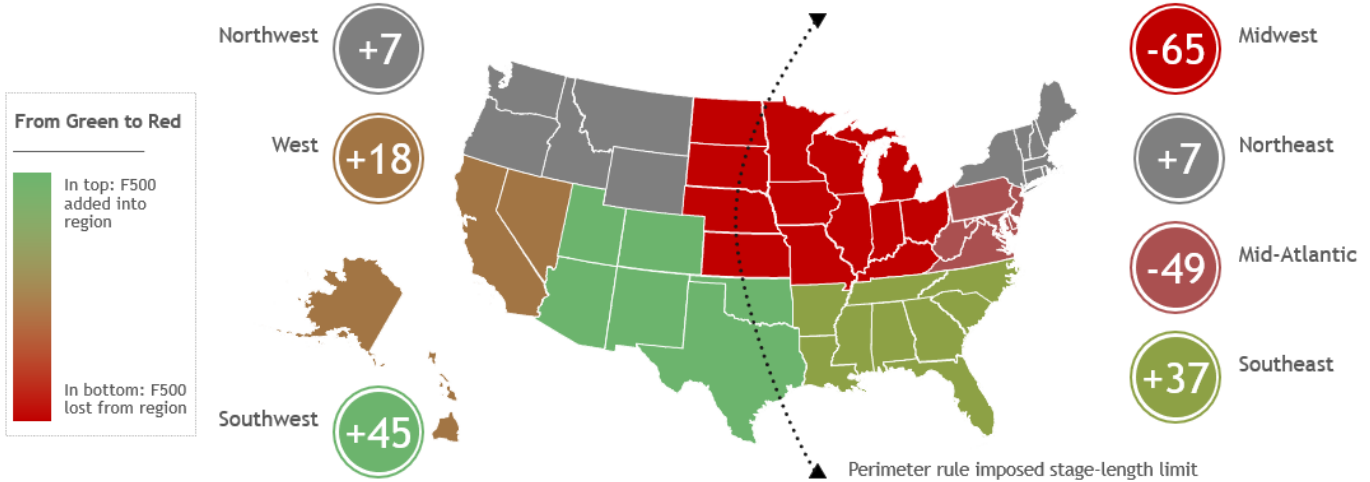 Northwest
+7
West
+18
From Green to Red
In top: F500
added into
region
In bottom: F500
lost from region
Southwest
+45
-65
Midwest
+7
Northeast
-49
Mid-Atlantic
+37
Southeast
Perimeter rule imposed stage-length limit